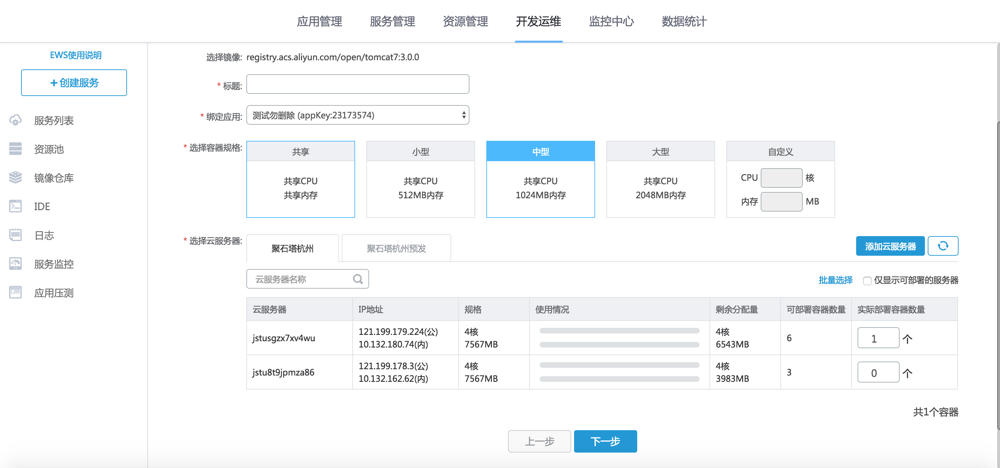 应用管理 服务管理 资源管理 开发运维 监控中心 数据统计
EWS使用说明
+ 创建服务
服务列表
资源池
镜像仓库
IDE
日志
服务监控
应用压测
选择镜像: registry.acs.aliyun.com/open/tomcat7:3.0.0
* 标题:
* 绑定应用: 测试勿删除 (appKey:23173574)
* 选择容器规格:
共享
共享CPU
共享内存
小型
共享CPU
512MB内存
中型
共享CPU
1024MB内存
大型
共享CPU
2048MB内存
自定义
CPU 核
内存 MB
* 选择云服务器: 聚石塔杭州 聚石塔杭州预发 添加云服务器
云服务器名称 批量选择 仅显示可部署的服务器
云服务器 IP地址 规格 使用情况 剩余分配量 可部署容器数量 实际部署容器数量
jstusgzx7xv4wu
121.199.179.224(公)
10.132.180.74(内)
4核
7567MB
4核
6543MB
6
1 个
jstu8t9jpmza86
121.199.178.3(公)
10.132.162.62(内)
4核
7567MB
4核
3983MB
3
0 个
共1个容器
上一步 下一步